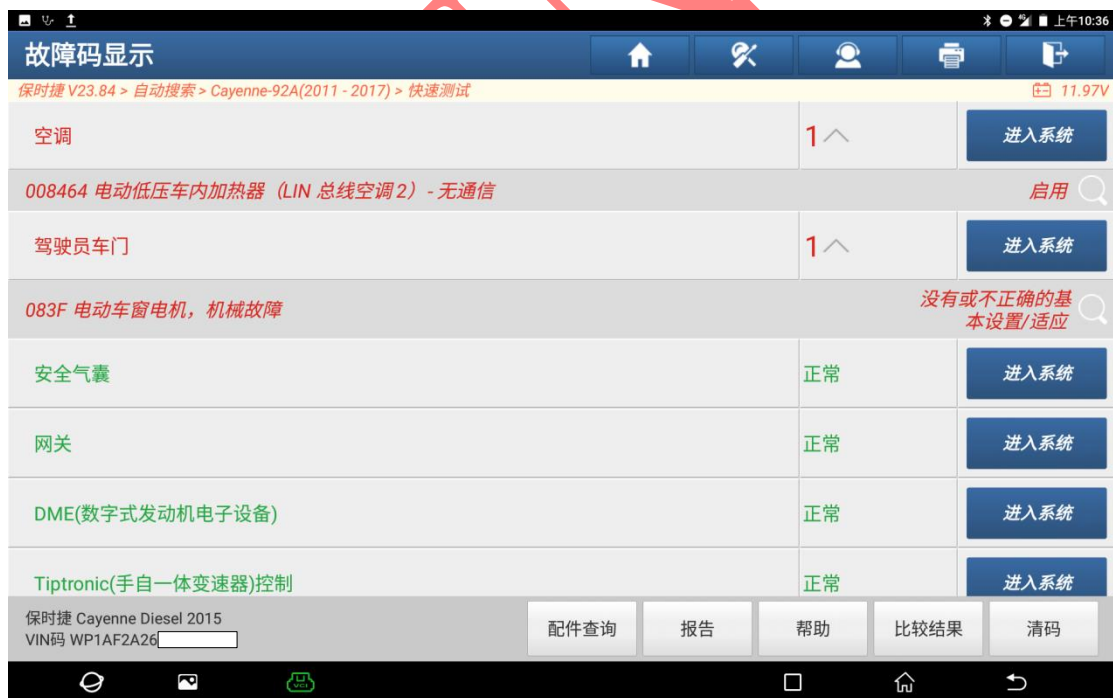 上午10:36
故障码显示
保时捷 V23.84 > 自动搜索 > Cayenne-92A(2011 - 2017) > 快速测试
11.97V
空调
1
进入系统
008464 电动低压车内加热器（LIN 总线空调 2）- 无通信
启用
驾驶员车门
1
进入系统
083F 电动车窗电机，机械故障
没有或不正确的基
本设置/适应
安全气囊
正常
进入系统
网关
正常
进入系统
DME(数字式发动机电子设备)
正常
进入系统
Tiptronic(手自一体变速器)控制
正常
进入系统
保时捷 Cayenne Diesel 2015
VIN码 WP1AF2A26
配件查询
报告
帮助
比较结果
清码
VCI